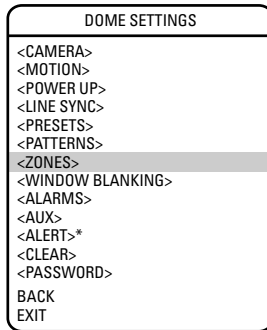 DOME SETTINGS
<CAMERA>
<MOTION>
<POWER UP>
<LINE SYNC>
<PRESETS>
<PATTERNS>
<ZONES>
<WINDOW BLANKING>
<ALARMS>
<AUX>
<ALERT>*
<CLEAR>
<PASSWORD>
BACK
EXIT